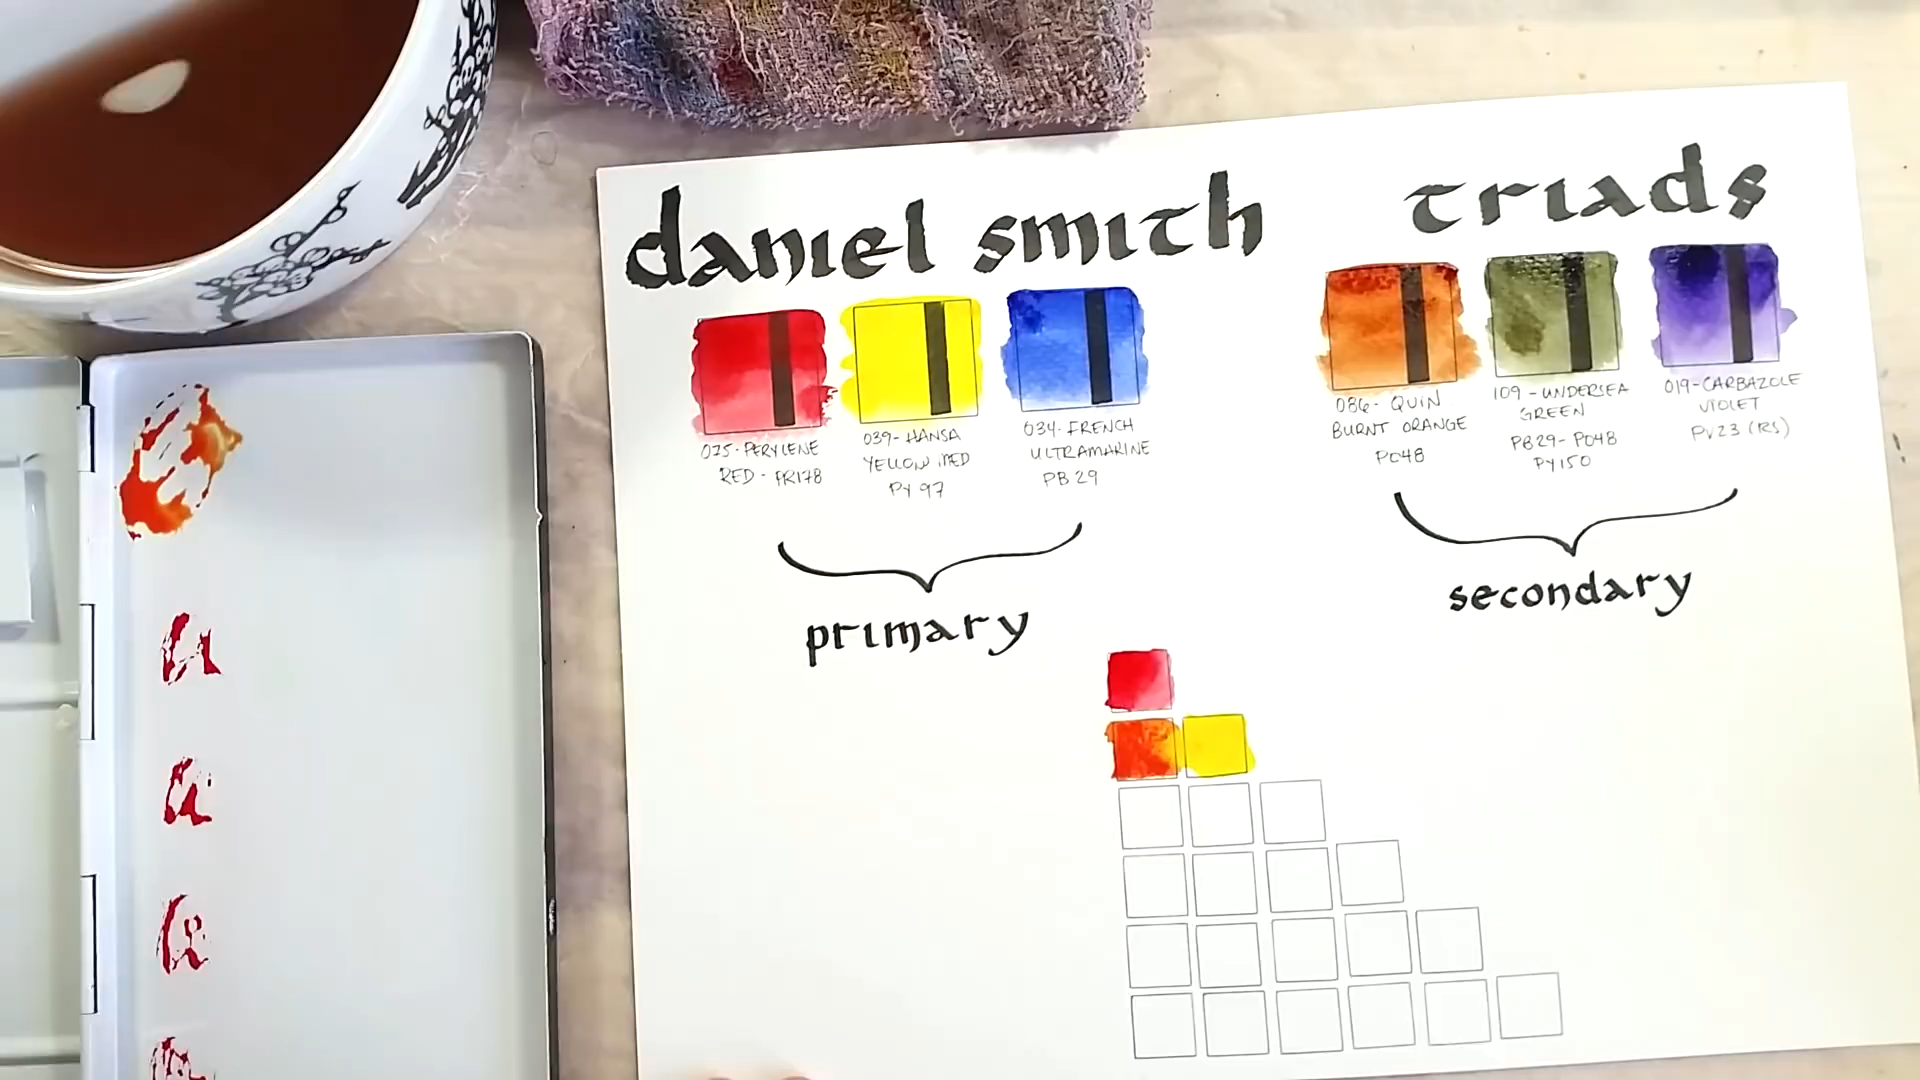 daniel smith triads
025-PERYLENE
RED - PR178
039-HANSA
YELLOW MED
PY 97
034-FRENCH
ULTRAMARINE
PB 29
086- QUIN
BURNT ORANGE
PO48
109-UNDERSEA
GREEN
PB29-PO48
PY150
019-CARBAZOLE
VIOLET
PV23 (RS)
primary
secondary